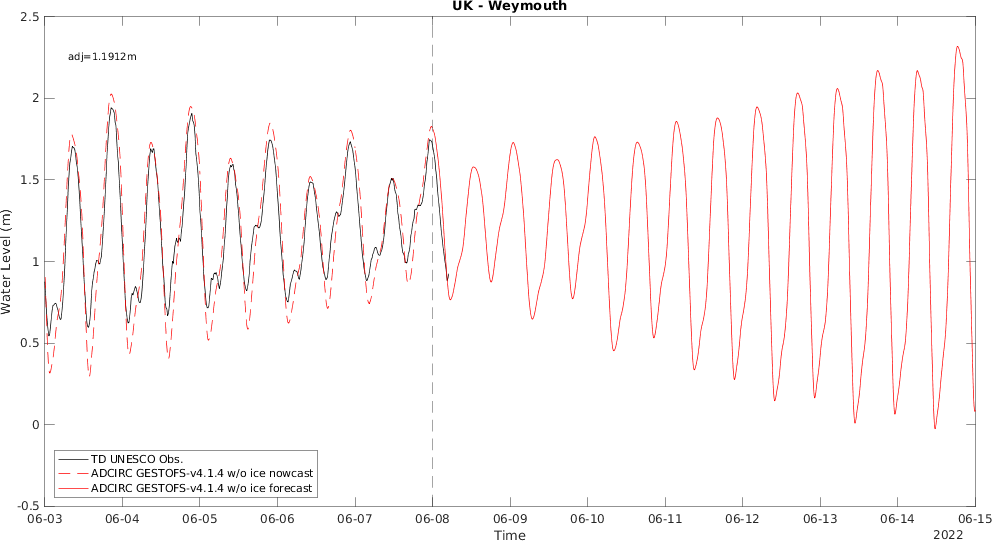 UK - Weymouth
2.5
adj=1.1912m
2
1.5
1
0.5
0
-0.5
Water Level (m)
TD UNESCO Obs.
ADCIRC GESTOFS-v4.1.4 w/o ice nowcast
ADCIRC GESTOFS-v4.1.4 w/o ice forecast
06-03 06-04 06-05 06-06 06-07 06-08 06-09 06-10 06-11 06-12 06-13 06-14 06-15
Time
2022